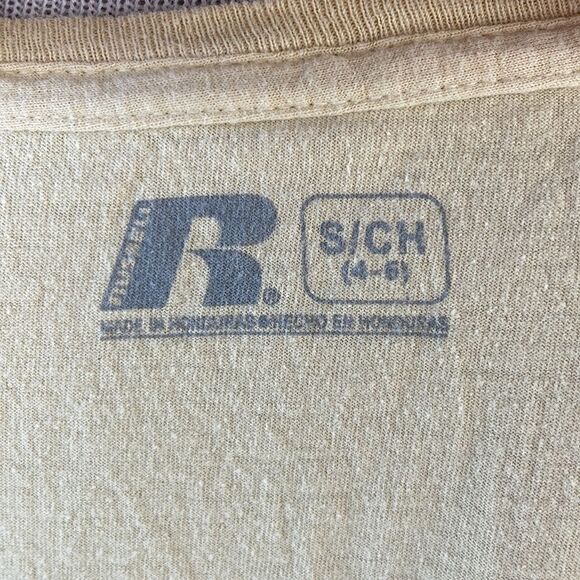 RUSSELL
R®
S/CH
(4-6)
MADE IN HONDURAS HECHO EN HONDURAS